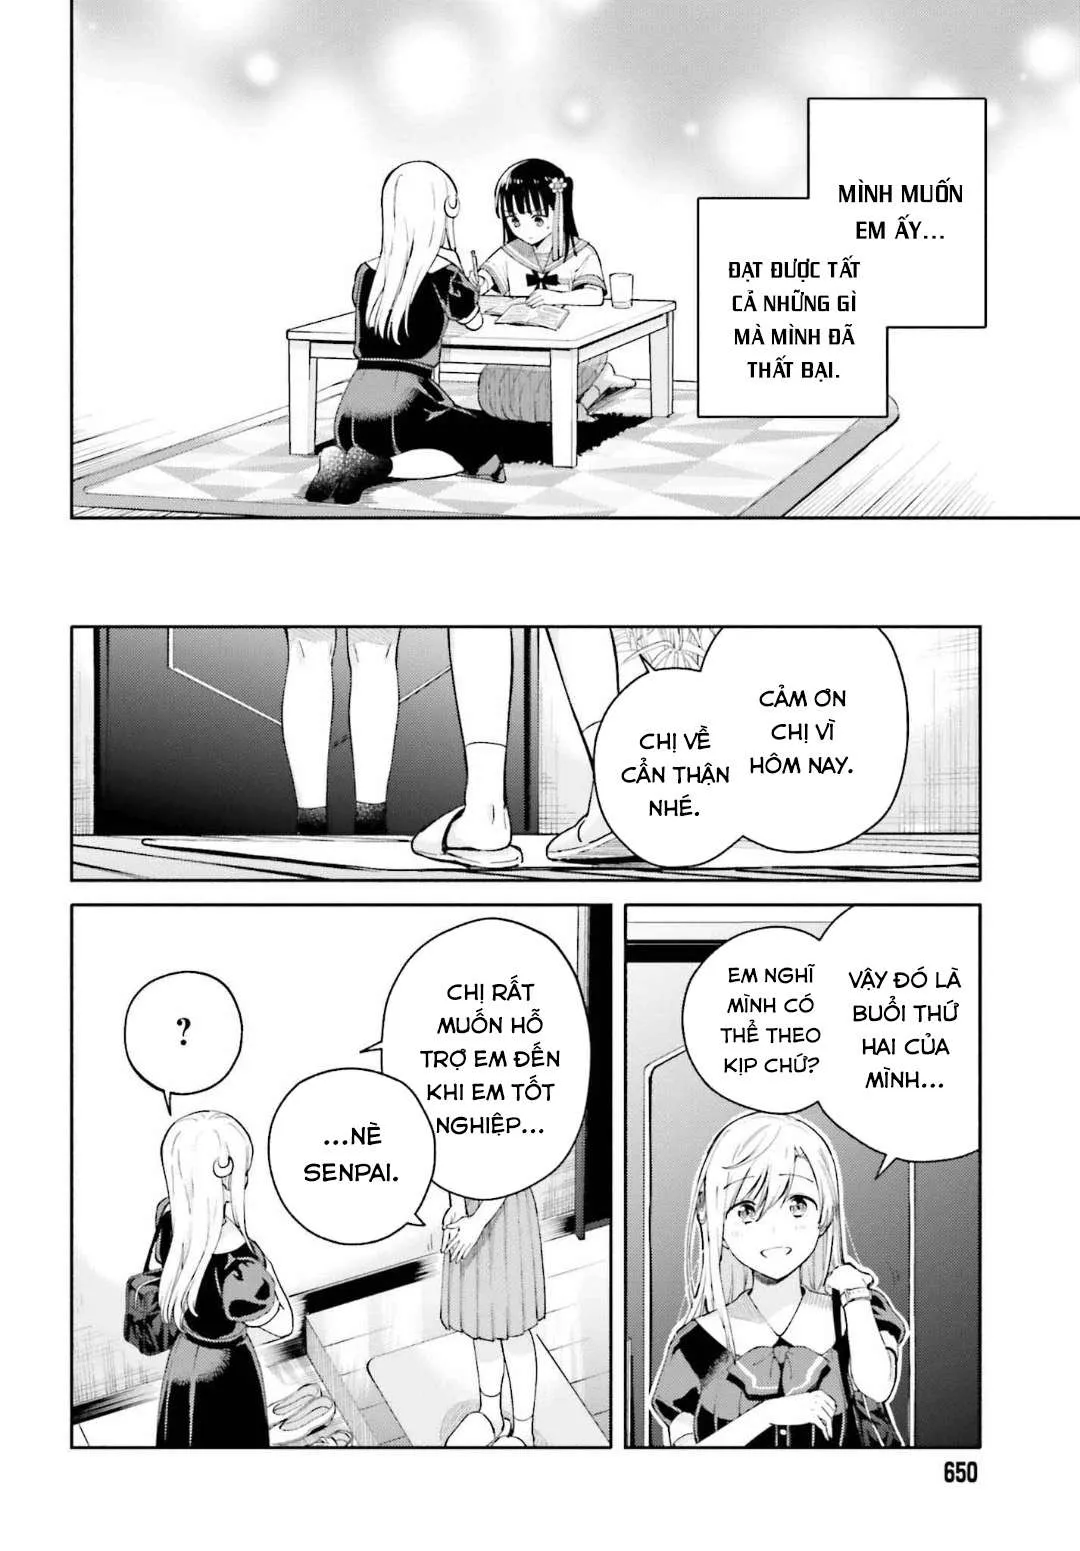 MÌNH MUỐN
EM ẤY...
ĐẠT ĐƯỢC TẤT
CẢ NHỮNG GÌ
MÀ MÌNH ĐÃ
THẤT BẠI.
CẢM ƠN
CHỊ VÌ
HÔM NAY.
CHỊ VỀ
CẨN THẬN
NHÉ.
VẬY ĐÓ LÀ
BUỔI THỨ
HAI CỦA
MÌNH...
EM NGHĨ
MÌNH CÓ
THỂ THEO
KỊP CHỨ?
CHỊ RẤT
MUỐN HỖ
TRỢ EM ĐẾN
KHI EM TỐT
NGHIỆP...
...NÈ
SENPAI.
?
650